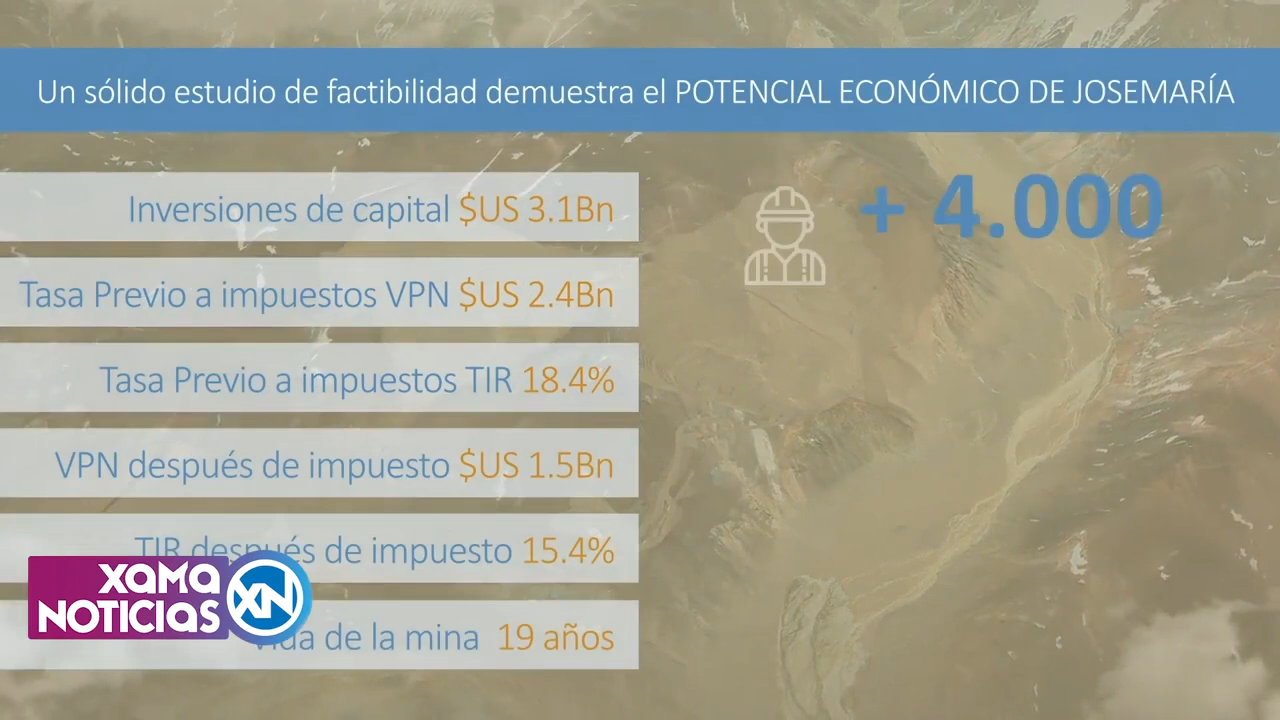 Un sólido estudio de factibilidad demuestra el POTENCIAL ECONÓMICO DE JOSEMARÍA
Inversiones de capital $US 3.1Bn
+ 4.000
Tasa Previo a impuestos VPN $US 2.4Bn
Tasa Previo a impuestos TIR 18.4%
VPN después de impuesto $US 1.5Bn
TIR después de impuesto 15.4%
XAMA
NOTICIAS XN
Vida de la mina 19 años